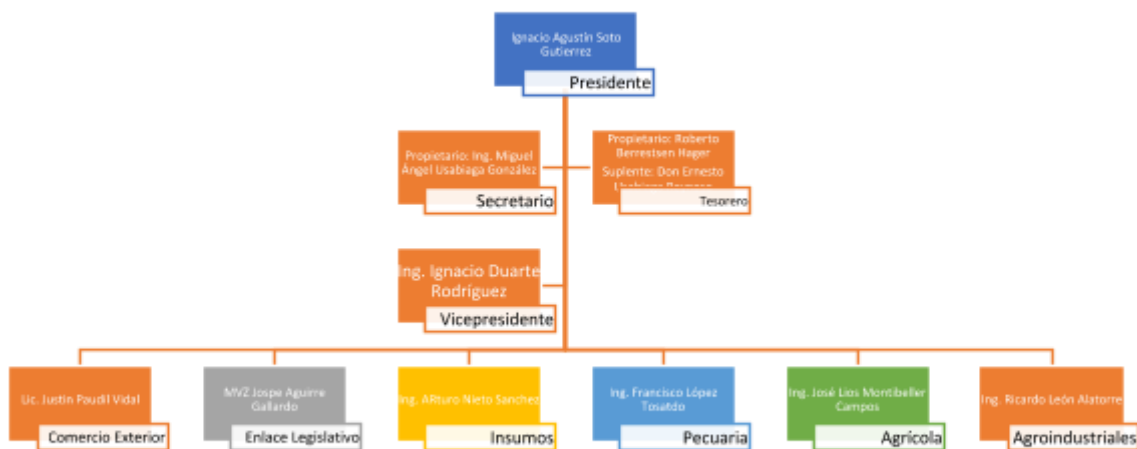 Ignacio Agustín Soto
Gutierrez
Presidente
Propietario: Ing. Miguel
Ángel Usabiaga González
Secretario
Propietario: Roberto
Berrestsen Hager
Suplente: Don Ernesto
Tesorero
Ing. Ignacio Duarte
Rodríguez
Vicepresidente
Lic. Justin Paudil Vidal
Comercio Exterior
MVZ Jospe Aguirre
Gallardo
Enlace Legislativo
Ing. ARturo Nieto Sanchez
Insumos
Ing. Francisco López
Tosatdo
Pecuaria
Ing. José Lios Montibeller
Campos
Agrícola
Ing. Ricardo León Alatorre
Agroindustriales